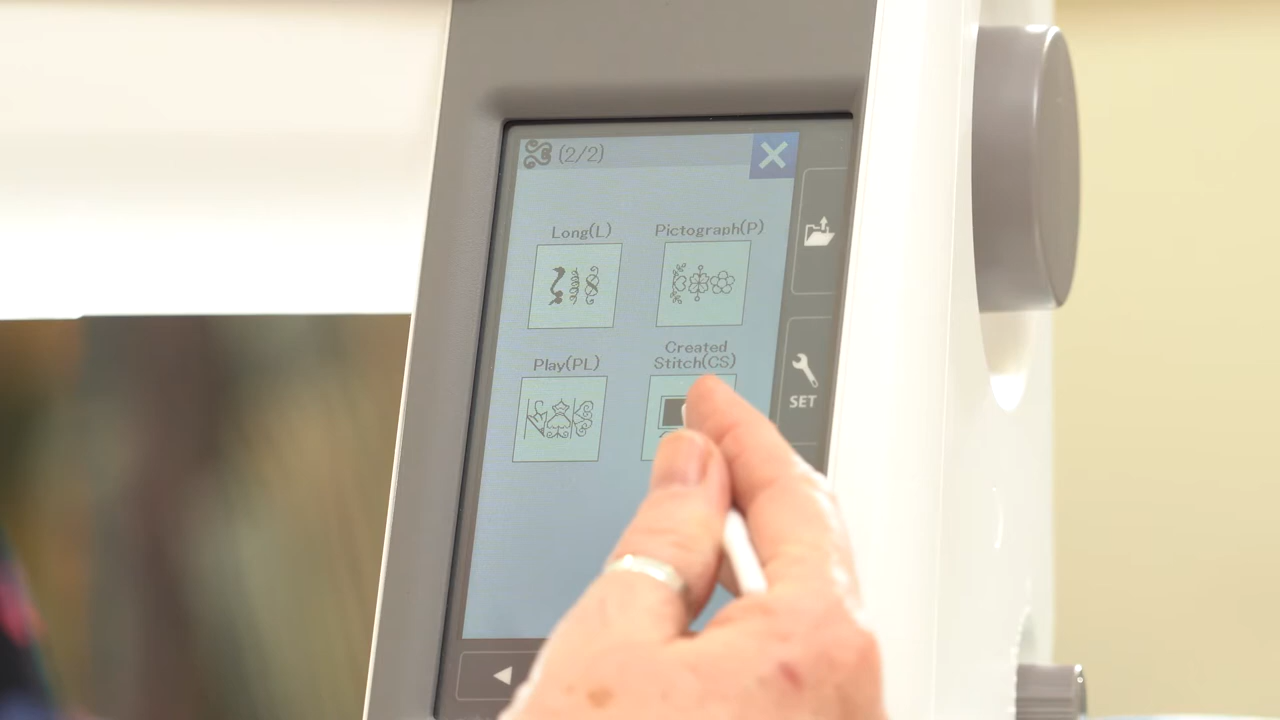 (2/2)
Long(L)
Pictograph(P)
Play(PL)
Created
Stitch(CS)
SET